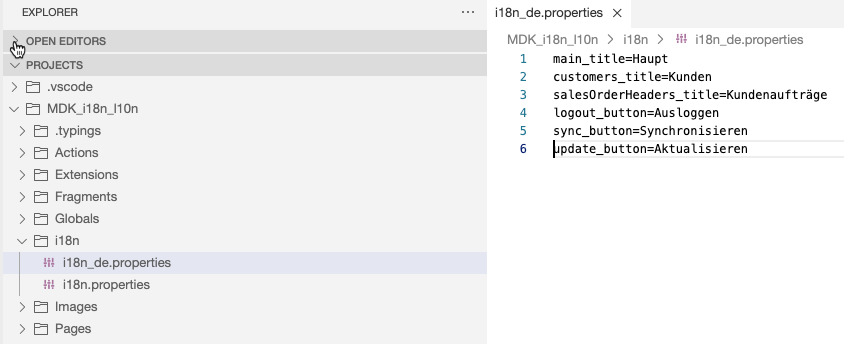 EXPLORER
OPEN EDITORS
PROJECTS
.vscode
MDK_i18n_l10n
.typings
Actions
Extensions
Fragments
Globals
i18n
i18n_de.properties
i18n.properties
Images
Pages
i18n_de.properties
MDK_i18n_l10n > i18n > i18n_de.properties
1 main_title=Haupt
2 customers_title=Kunden
3 salesOrderHeaders_title=Kundenaufträge
4 logout_button=Ausloggen
5 sync_button=Synchronisieren
6 update_button=Aktualisieren